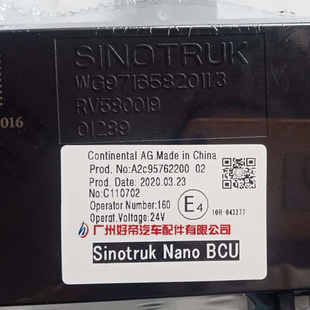 SINOTRUK
WG9716582011/3
RV580019
01289
016
Continental AG.Made in China
Prod. No:A2c95762200 02
Prod. Date:2020.03.23
No:C110702
Operator Number:160
Operat.Voltage:24V
E4
10R-043277
广州好帝汽车配件有限公司
Sinotruk Nano BCU